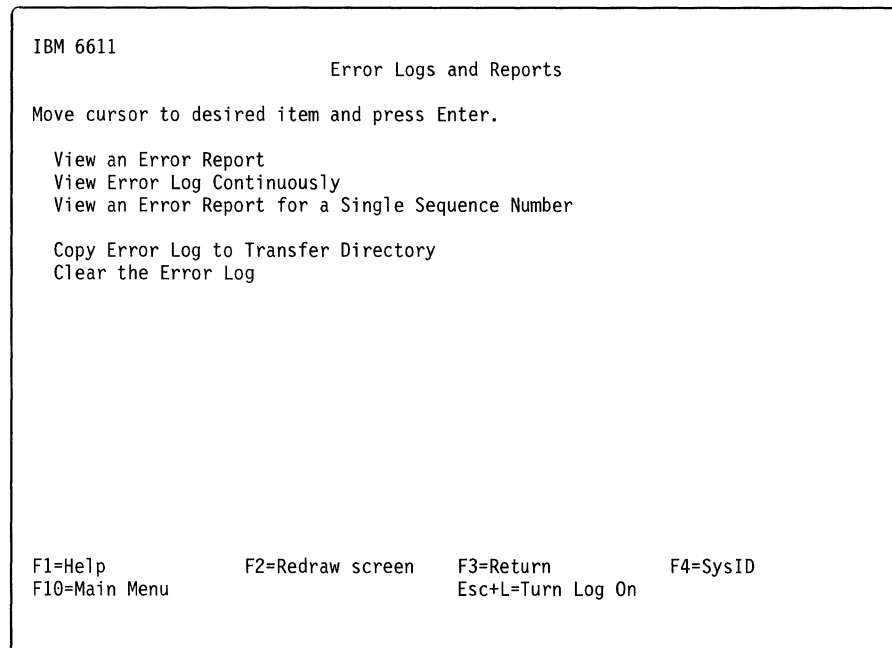 IBM 6611
Error Logs and Reports
Move cursor to desired item and press Enter.
View an Error Report
View Error Log Continuously
View an Error Report for a Single Sequence Number
Copy Error Log to Transfer Directory
Clear the Error Log
F1=Help F2=Redraw screen F3=Return F4=SysID
F10=Main Menu Esc+L=Turn Log On